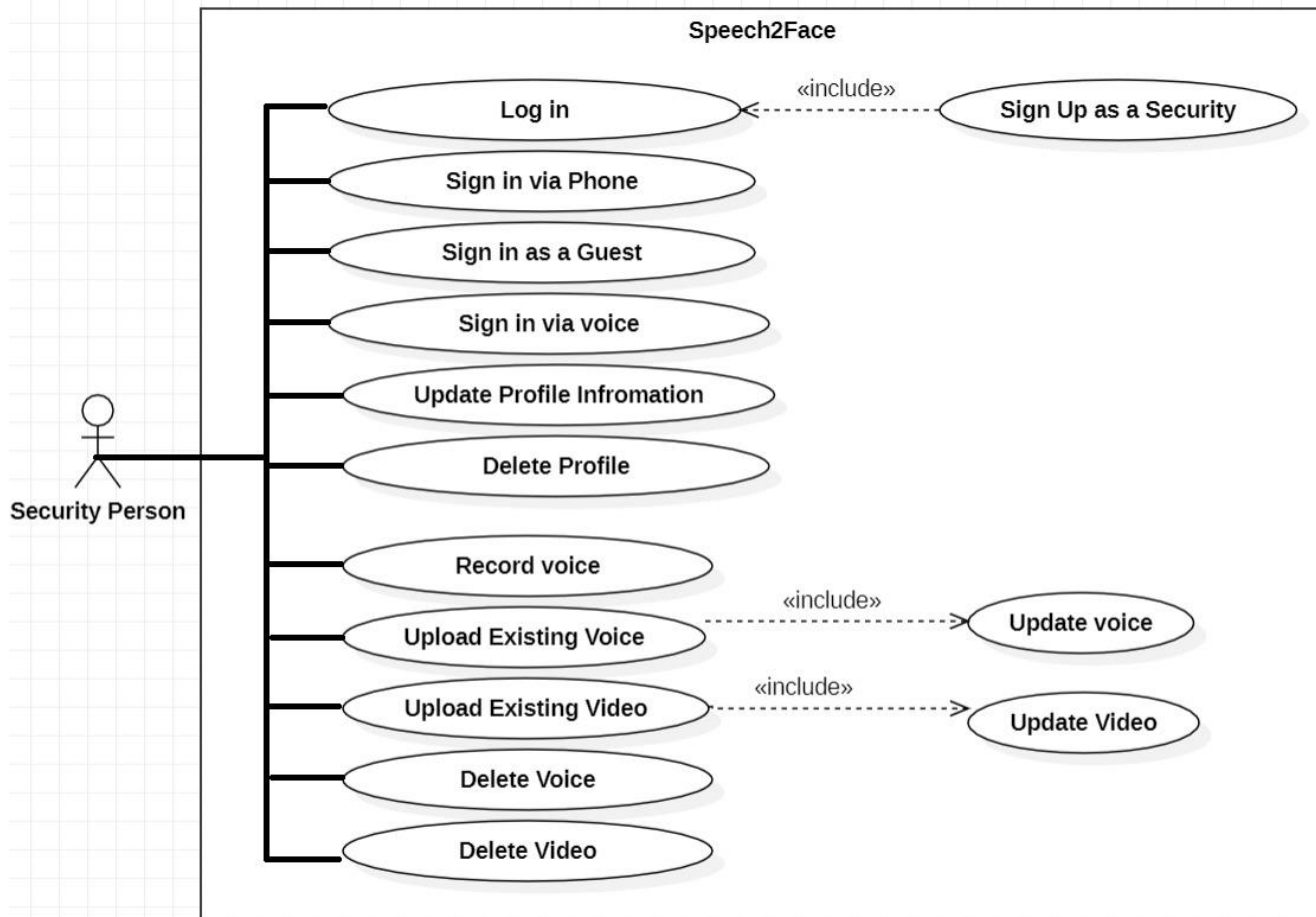 Speech2Face
Log in
«include»
Sign Up as a Security
Sign in via Phone
Sign in as a Guest
Sign in via voice
Update Profile Infromation
Delete Profile
Security Person
Record voice
Upload Existing Voice
«include»
Update voice
Upload Existing Video
«include»
Update Video
Delete Voice
Delete Video